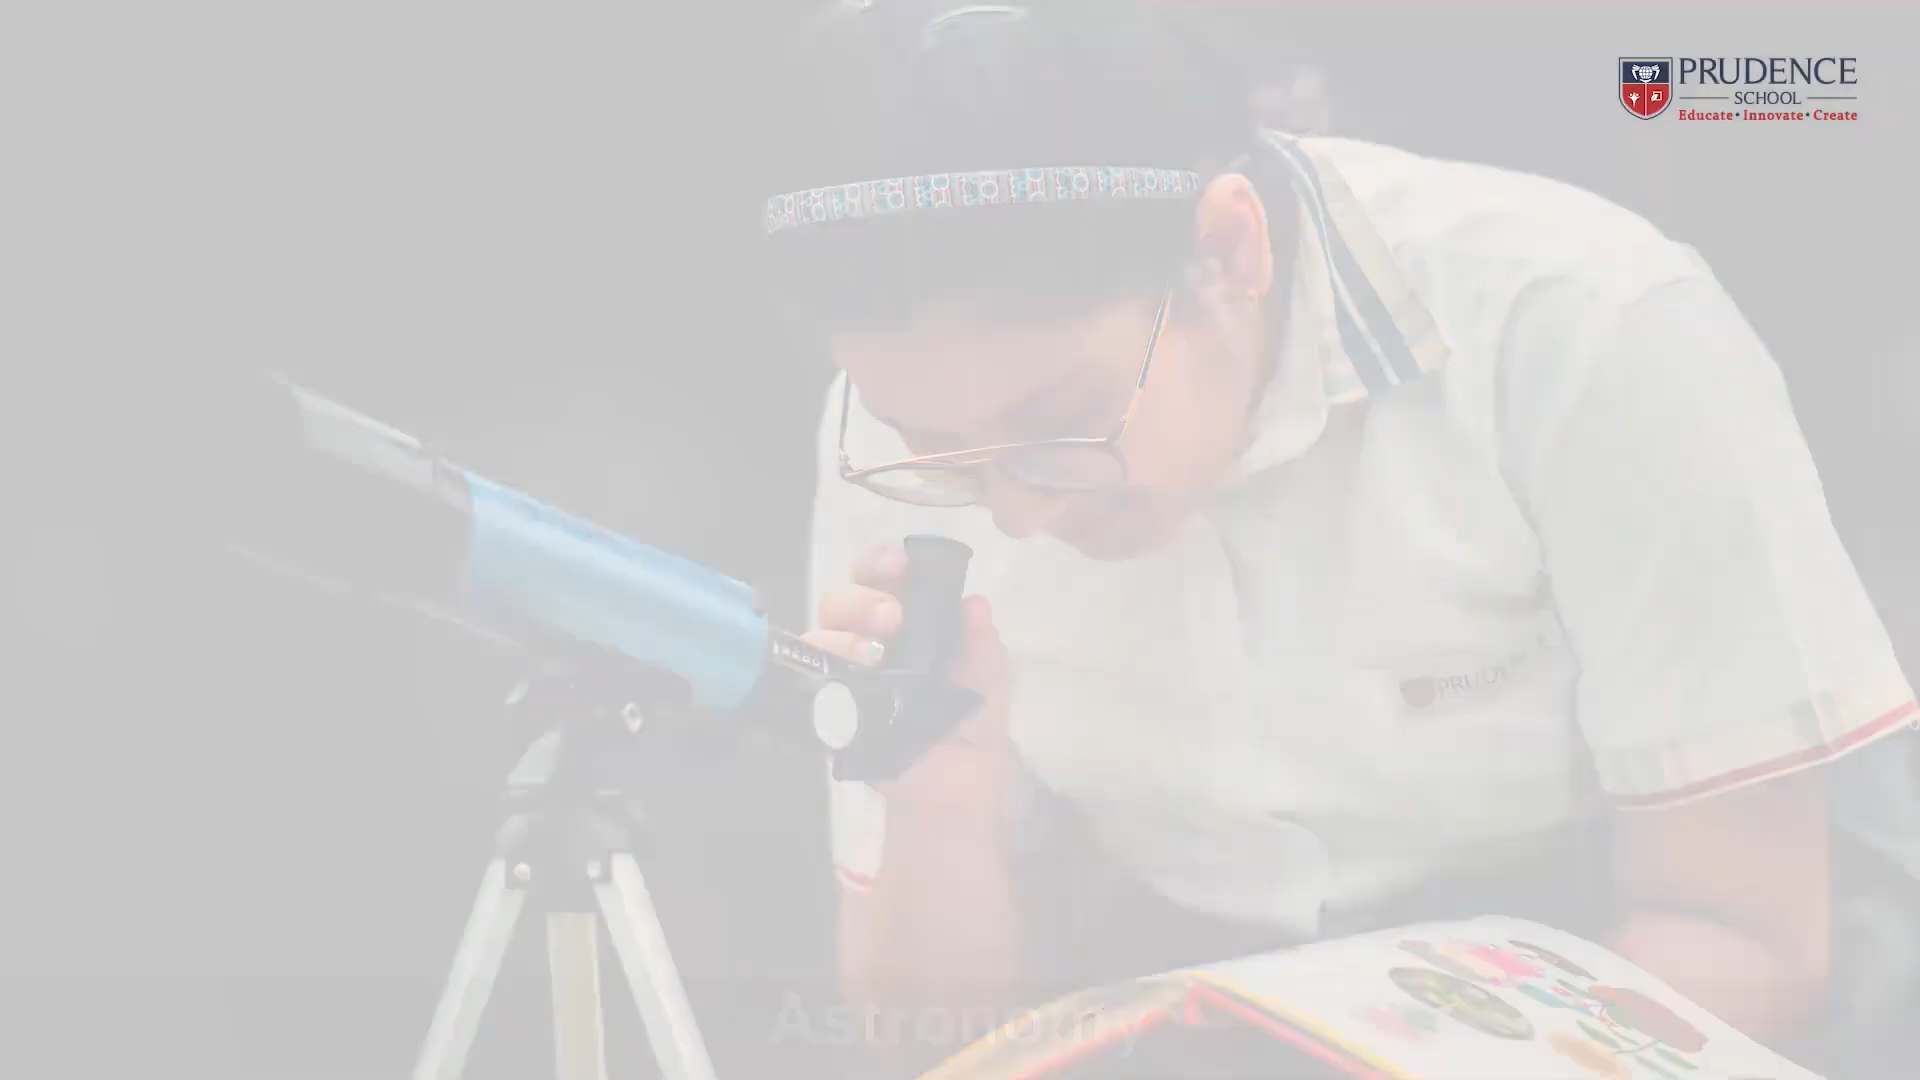 PRUDENCE
SCHOOL
Educate • Innovate • Create
Astronomy